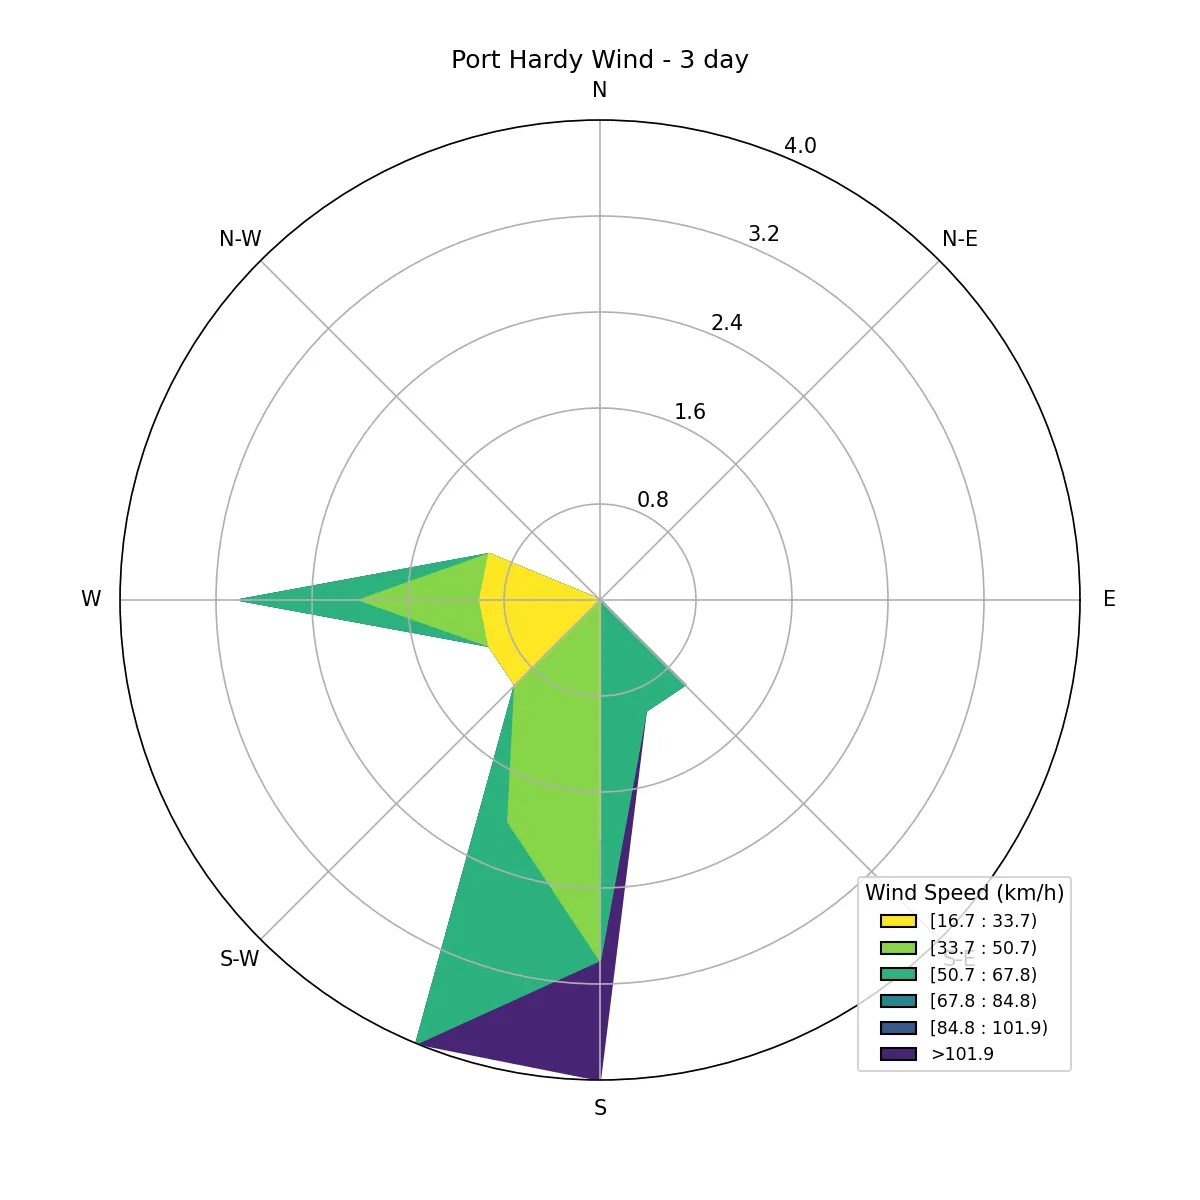 Port Hardy Wind - 3 day
N
4.0
N-W
N-E
3.2
2.4
1.6
0.8
W
E
S-W
S-E
S
Wind Speed (km/h)
[16.7 : 33.7)
[33.7 : 50.7)
[50.7 : 67.8)
[67.8 : 84.8)
[84.8 : 101.9)
>101.9